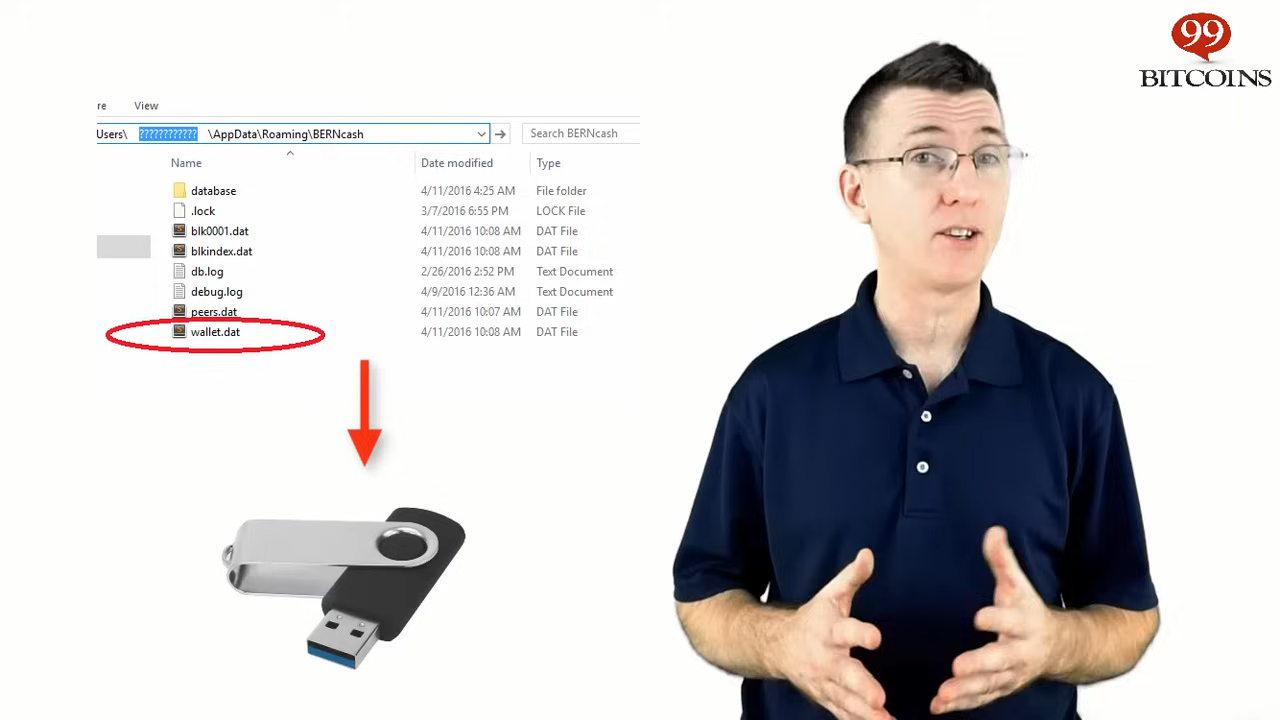 99
BITCOINS
re View
Users\ ???????????? \AppData\Roaming\BERNcash Search BERNcash
Name Date modified Type
database 4/11/2016 4:25 AM File folder
.lock 3/7/2016 6:55 PM LOCK File
blk0001.dat 4/11/2016 10:08 AM DAT File
blkindex.dat 4/11/2016 10:08 AM DAT File
db.log 2/26/2016 2:52 PM Text Document
debug.log 4/9/2016 12:36 AM Text Document
peers.dat 4/11/2016 10:07 AM DAT File
wallet.dat 4/11/2016 10:08 AM DAT File